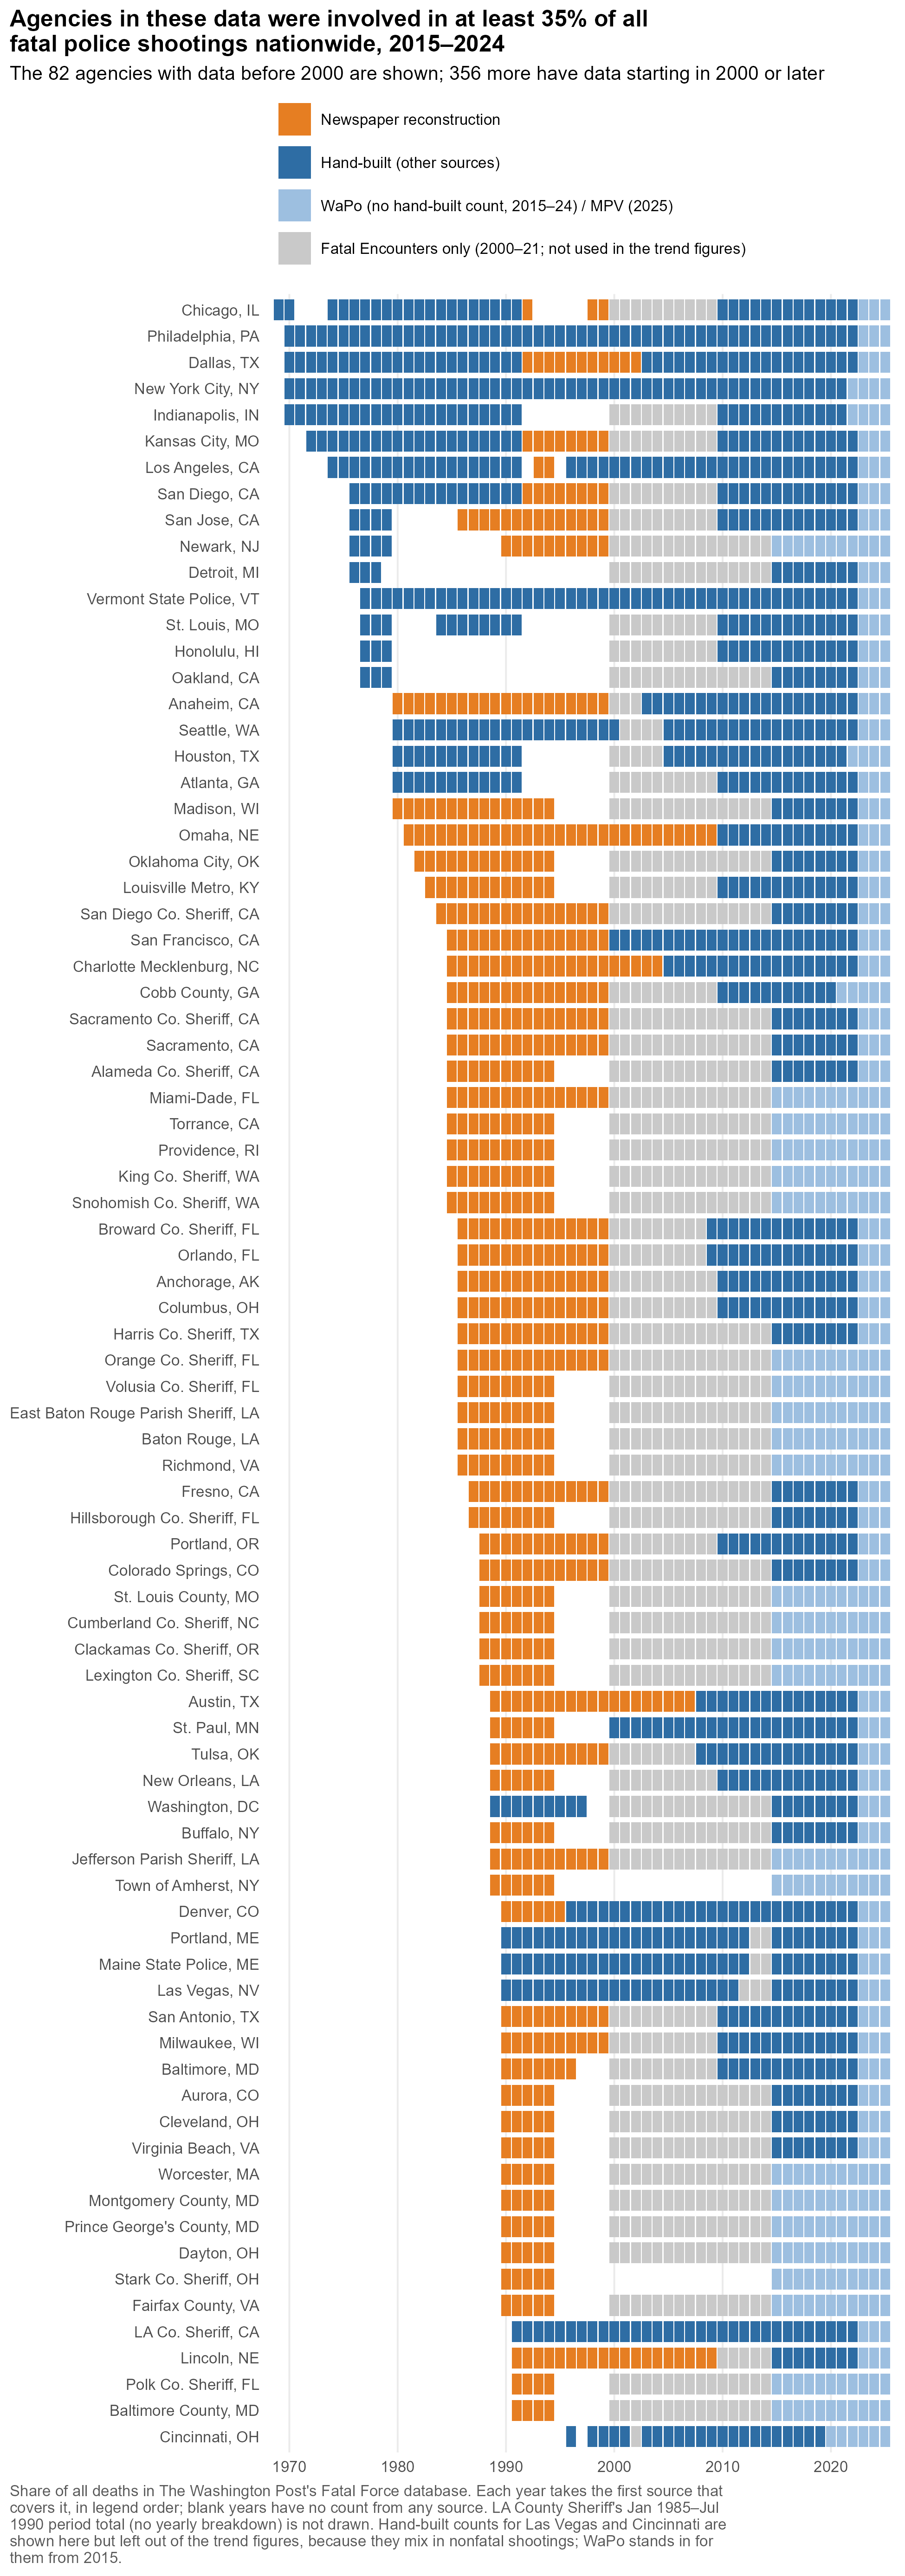 Agencies in these data were involved in at least 35% of all
fatal police shootings nationwide, 2015–2024
The 82 agencies with data before 2000 are shown; 356 more have data starting in 2000 or later
Newspaper reconstruction
Hand-built (other sources)
WaPo (no hand-built count, 2015–24) / MPV (2025)
Fatal Encounters only (2000–21; not used in the trend figures)
Chicago, IL
Philadelphia, PA
Dallas, TX
New York City, NY
Indianapolis, IN
Kansas City, MO
Los Angeles, CA
San Diego, CA
San Jose, CA
Newark, NJ
Detroit, MI
Vermont State Police, VT
St. Louis, MO
Honolulu, HI
Oakland, CA
Anaheim, CA
Seattle, WA
Houston, TX
Atlanta, GA
Madison, WI
Omaha, NE
Oklahoma City, OK
Louisville Metro, KY
San Diego Co. Sheriff, CA
San Francisco, CA
Charlotte Mecklenburg, NC
Cobb County, GA
Sacramento Co. Sheriff, CA
Sacramento, CA
Alameda Co. Sheriff, CA
Miami-Dade, FL
Torrance, CA
Providence, RI
King Co. Sheriff, WA
Snohomish Co. Sheriff, WA
Broward Co. Sheriff, FL
Orlando, FL
Anchorage, AK
Columbus, OH
Harris Co. Sheriff, TX
Orange Co. Sheriff, FL
Volusia Co. Sheriff, FL
East Baton Rouge Parish Sheriff, LA
Baton Rouge, LA
Richmond, VA
Fresno, CA
Hillsborough Co. Sheriff, FL
Portland, OR
Colorado Springs, CO
St. Louis County, MO
Cumberland Co. Sheriff, NC
Clackamas Co. Sheriff, OR
Lexington Co. Sheriff, SC
Austin, TX
St. Paul, MN
Tulsa, OK
New Orleans, LA
Washington, DC
Buffalo, NY
Jefferson Parish Sheriff, LA
Town of Amherst, NY
Denver, CO
Portland, ME
Maine State Police, ME
Las Vegas, NV
San Antonio, TX
Milwaukee, WI
Baltimore, MD
Aurora, CO
Cleveland, OH
Virginia Beach, VA
Worcester, MA
Montgomery County, MD
Prince George's County, MD
Dayton, OH
Stark Co. Sheriff, OH
Fairfax County, VA
LA Co. Sheriff, CA
Lincoln, NE
Polk Co. Sheriff, FL
Baltimore County, MD
Cincinnati, OH
1970 1980 1990 2000 2010 2020
Share of all deaths in The Washington Post's Fatal Force database. Each year takes the first source that
covers it, in legend order; blank years have no count from any source. LA County Sheriff's Jan 1985–Jul
1990 period total (no yearly breakdown) is not drawn. Hand-built counts for Las Vegas and Cincinnati are
shown here but left out of the trend figures, because they mix in nonfatal shootings; WaPo stands in for
them from 2015.